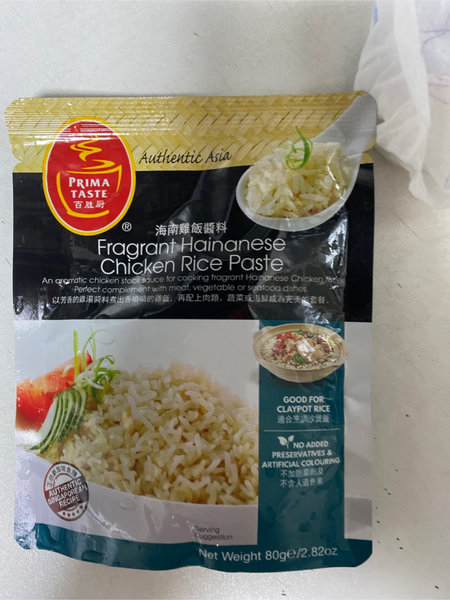 Authentic Asia
PRIMA
TASTE
百胜厨
®
海南雞飯醬料
Fragrant Hainanese
Chicken Rice Paste
An aromatic chicken stock sauce for cooking fragrant Hainanese Chicken Rice.
Perfect complement with meat, vegetable or seafood dishes.
以芳香的雞湯醬料煮出香噴噴的雞飯，再配上肉類、蔬菜或海鮮成為完美的套餐。
GOOD FOR
CLAYPOT RICE
適合烹調沙煲飯
NO ADDED
PRESERVATIVES &
ARTIFICIAL COLOURING
不加防腐劑及
不含人造色素
AUTHENTIC
SINGAPOREAN
RECIPE
Serving
Suggestion
Net Weight 80g℮/2.82oz